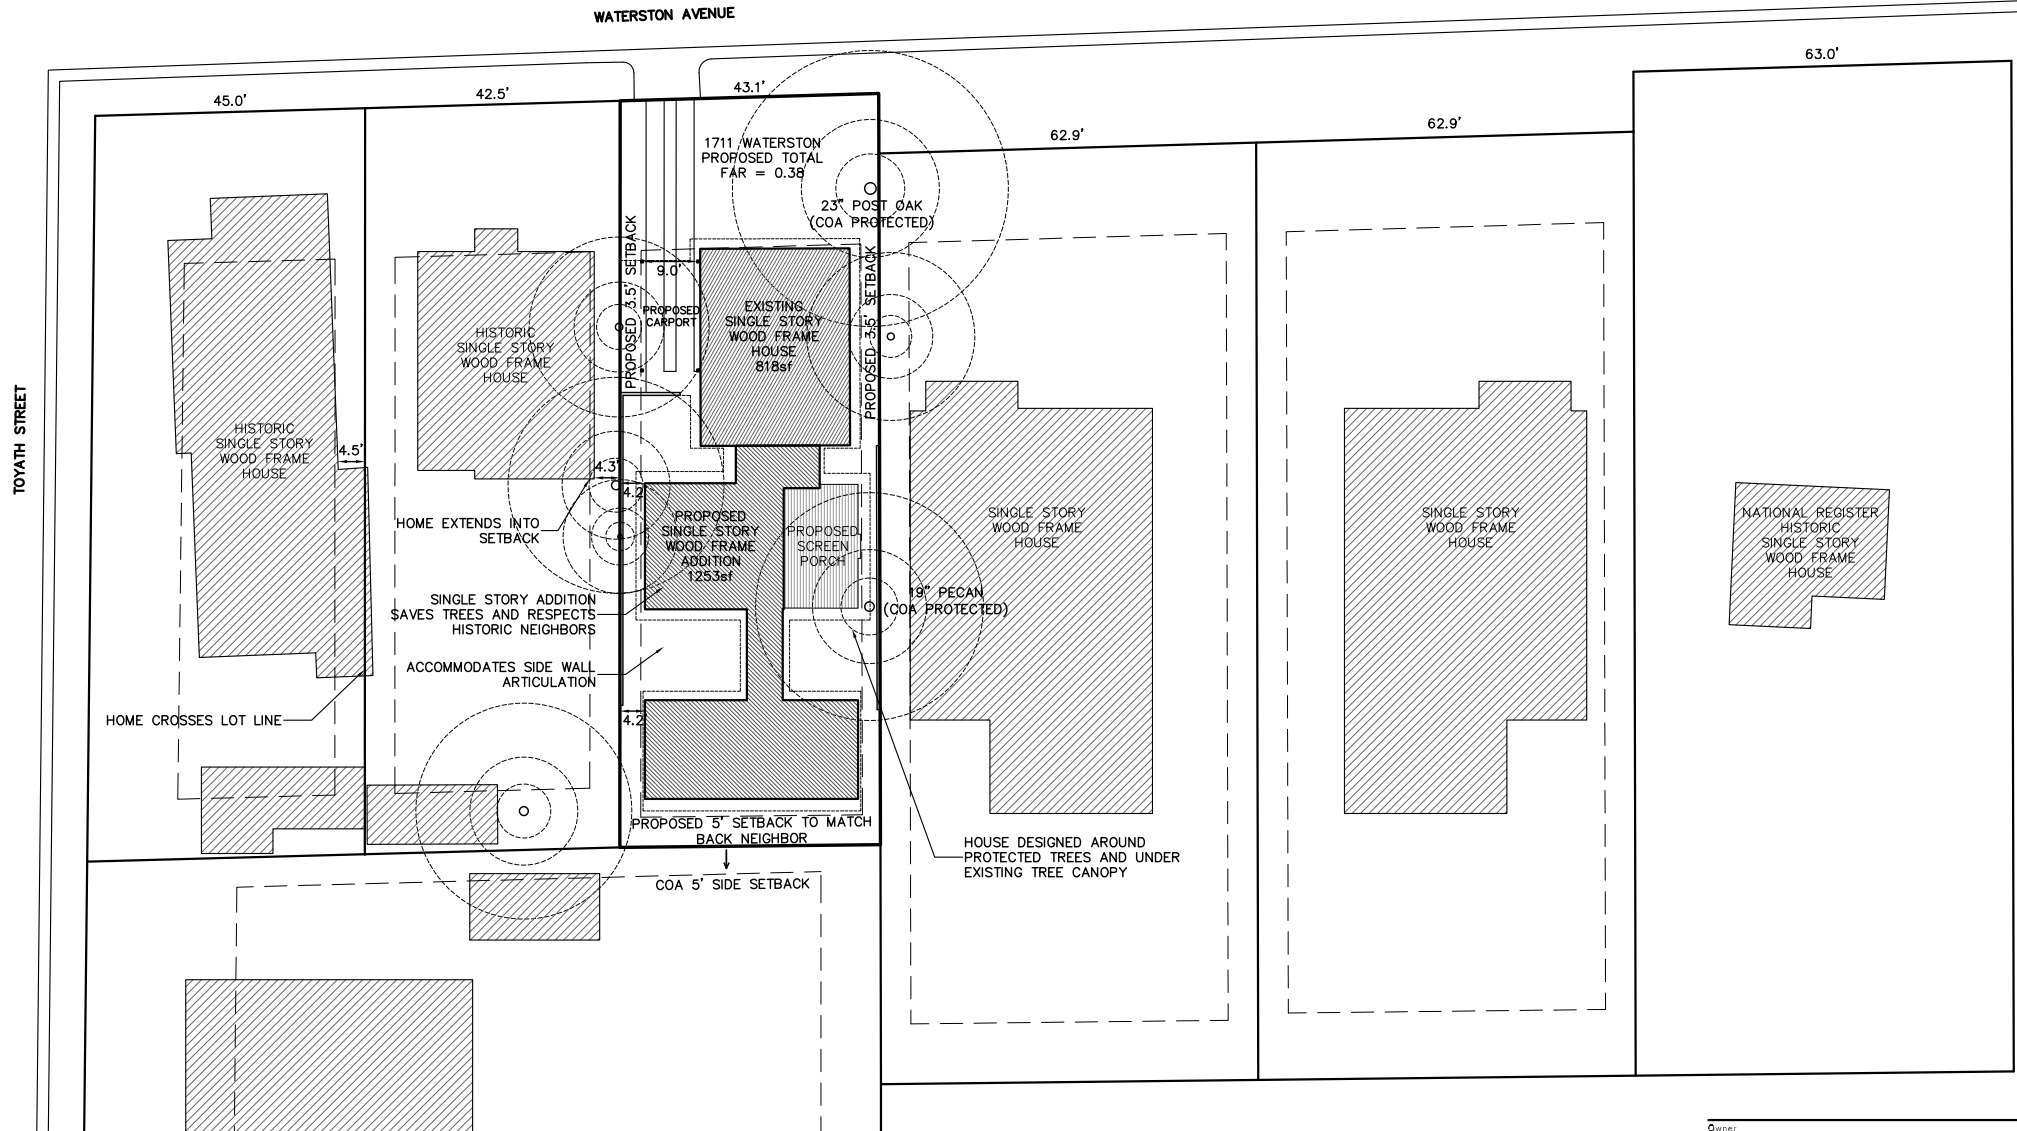 WATERSTON AVENUE
TOYATH STREET
45.0'
42.5'
43.1'
62.9'
62.9'
63.0'
1711 WATERSTON
PROPOSED TOTAL
FAR = 0.38
23" POST OAK
(COA PROTECTED)
PROPOSED 3.5' SETBACK
PROPOSED 3.5' SETBACK
9.0'
PROPOSED
CARPORT
EXISTING
SINGLE STORY
WOOD FRAME
HOUSE
818sf
HISTORIC
SINGLE STORY
WOOD FRAME
HOUSE
HISTORIC
SINGLE STORY
WOOD FRAME
HOUSE
4.5'
4.3'
4.2'
HOME EXTENDS INTO
SETBACK
PROPOSED
SINGLE STORY
WOOD FRAME
ADDITION
1253sf
PROPOSED
SCREEN
PORCH
SINGLE STORY
WOOD FRAME
HOUSE
SINGLE STORY
WOOD FRAME
HOUSE
NATIONAL REGISTER
HISTORIC
SINGLE STORY
WOOD FRAME
HOUSE
19" PECAN
(COA PROTECTED)
SINGLE STORY ADDITION
SAVES TREES AND RESPECTS
HISTORIC NEIGHBORS
ACCOMMODATES SIDE WALL
ARTICULATION
HOME CROSSES LOT LINE
4.2'
PROPOSED 5' SETBACK TO MATCH
BACK NEIGHBOR
COA 5' SIDE SETBACK
HOUSE DESIGNED AROUND
PROTECTED TREES AND UNDER
EXISTING TREE CANOPY
Owner